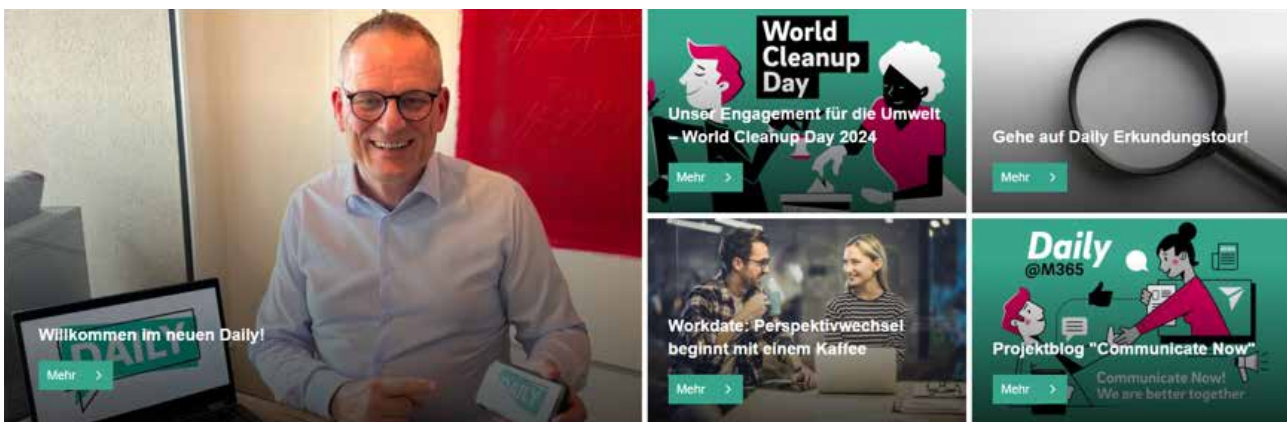 DAILY
Willkommen im neuen Daily!
Mehr
DAILY
World
Cleanup
Day
Unser Engagement für die Umwelt
– World Cleanup Day 2024
Mehr
Gehe auf Daily Erkundungstour!
Mehr
Workdate: Perspektivwechsel
beginnt mit einem Kaffee
Mehr
Daily
@M365
Projektblog "Communicate Now"
Mehr
Communicate Now!
We are better together